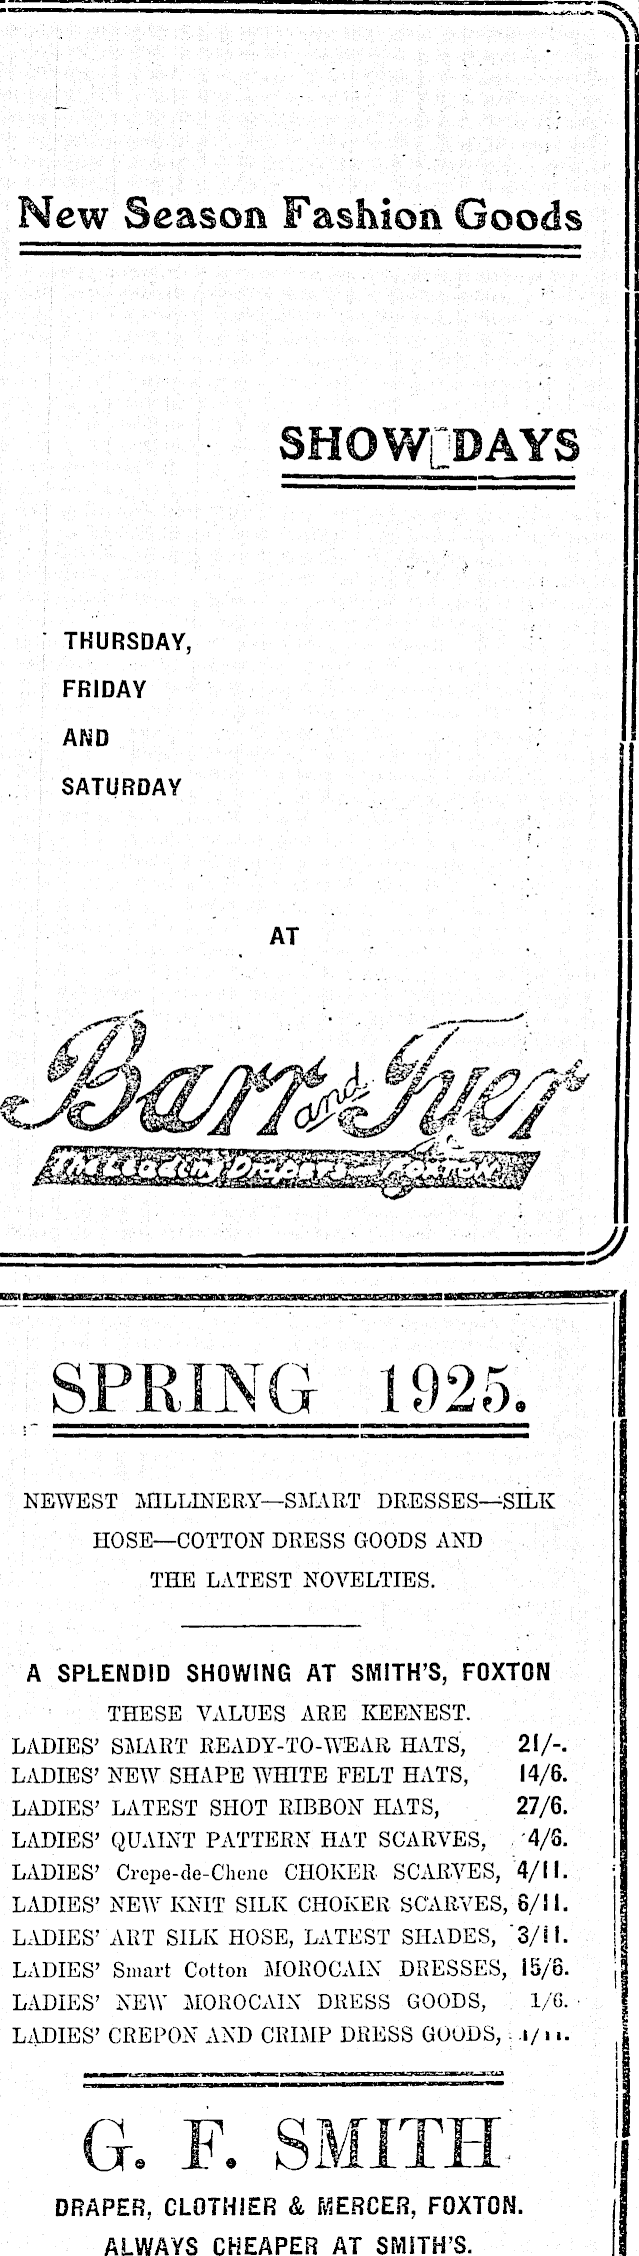 New Season Fashion Goods
SHOW DAYS
THURSDAY,
FRIDAY
AND
SATURDAY
AT
Barr and Tyer
The Leading Drapers — FOXTON
SPRING 1925.
NEWEST MILLINERY—SMART DRESSES—SILK
HOSE—COTTON DRESS GOODS AND
THE LATEST NOVELTIES.
A SPLENDID SHOWING AT SMITH'S, FOXTON
THESE VALUES ARE KEENEST.
LADIES' SMART READY-TO-WEAR HATS, 21/-.
LADIES' NEW SHAPE WHITE FELT HATS, 14/6.
LADIES' LATEST SHOT RIBBON HATS, 27/6.
LADIES' QUAINT PATTERN HAT SCARVES, 4/6.
LADIES' Crepe-de-Chene CHOKER SCARVES, 4/11.
LADIES' NEW KNIT SILK CHOKER SCARVES, 6/11.
LADIES' ART SILK HOSE, LATEST SHADES, 3/11.
LADIES' Smart Cotton MOROCAIN DRESSES, 15/6.
LADIES' NEW MOROCAIN DRESS GOODS, 1/6.
LADIES' CREPON AND CRIMP DRESS GOODS,
G. F. SMITH
DRAPER, CLOTHIER & MERCER, FOXTON.
ALWAYS CHEAPER AT SMITH'S.